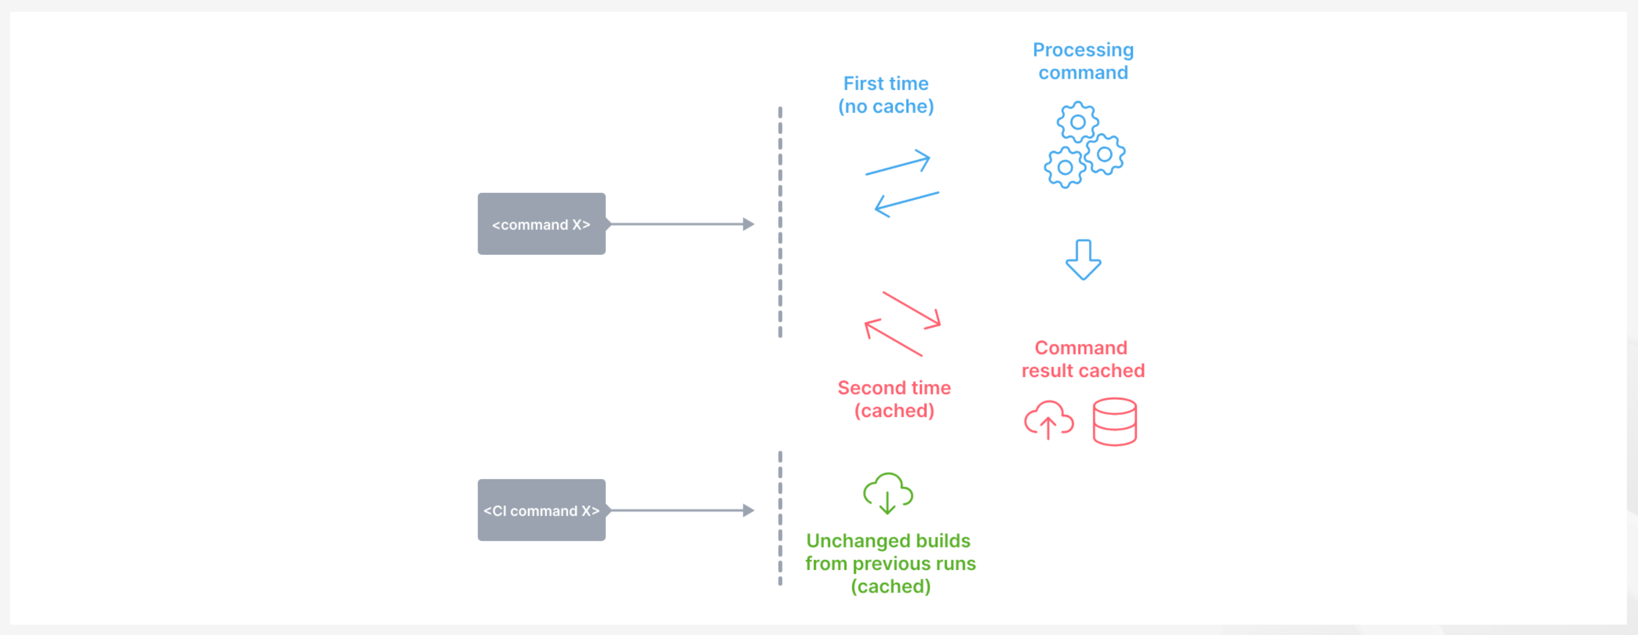 Processing
command
First time
(no cache)
<command X>
Command
result cached
Second time
(cached)
<CI command X>
Unchanged builds
from previous runs
(cached)